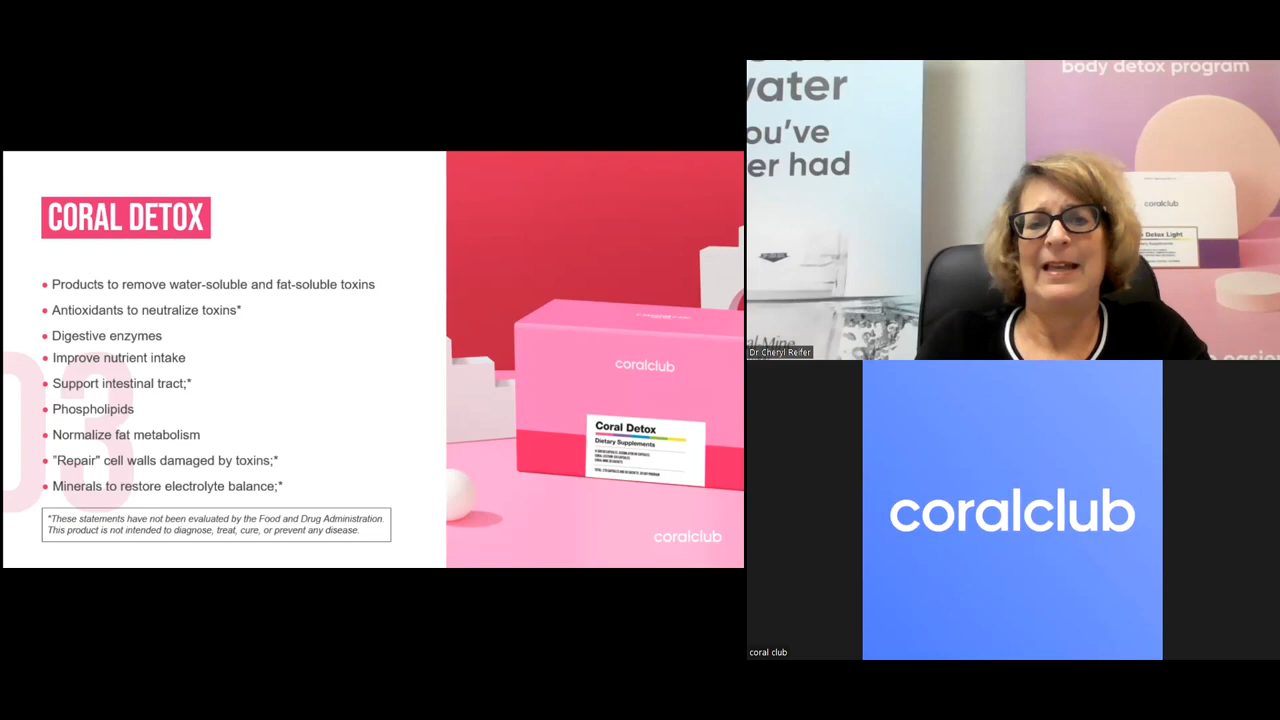 CORAL DETOX
• Products to remove water-soluble and fat-soluble toxins
• Antioxidants to neutralize toxins*
• Digestive enzymes
• Improve nutrient intake
• Support intestinal tract;*
• Phospholipids
• Normalize fat metabolism
• "Repair" cell walls damaged by toxins;*
• Minerals to restore electrolyte balance;*
03
*These statements have not been evaluated by the Food and Drug Administration.
This product is not intended to diagnose, treat, cure, or prevent any disease.
coralclub
Coral Detox
Dietary Supplements
coralclub
body detox program
ater
ou've
er had
coralclub
Detox Light
Dr Cheryl Reifer
easier
coralclub
coral club